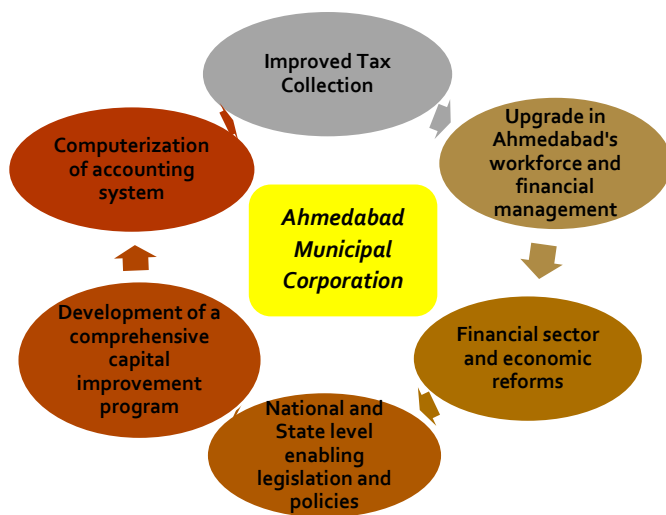 Improved Tax
Collection
Upgrade in
Ahmedabad's
workforce and
financial
management
Financial sector
and economic
reforms
National and
State level
enabling
legislation and
policies
Development of a
comprehensive
capital
improvement
program
Computerization
of accounting
system
Ahmedabad
Municipal
Corporation